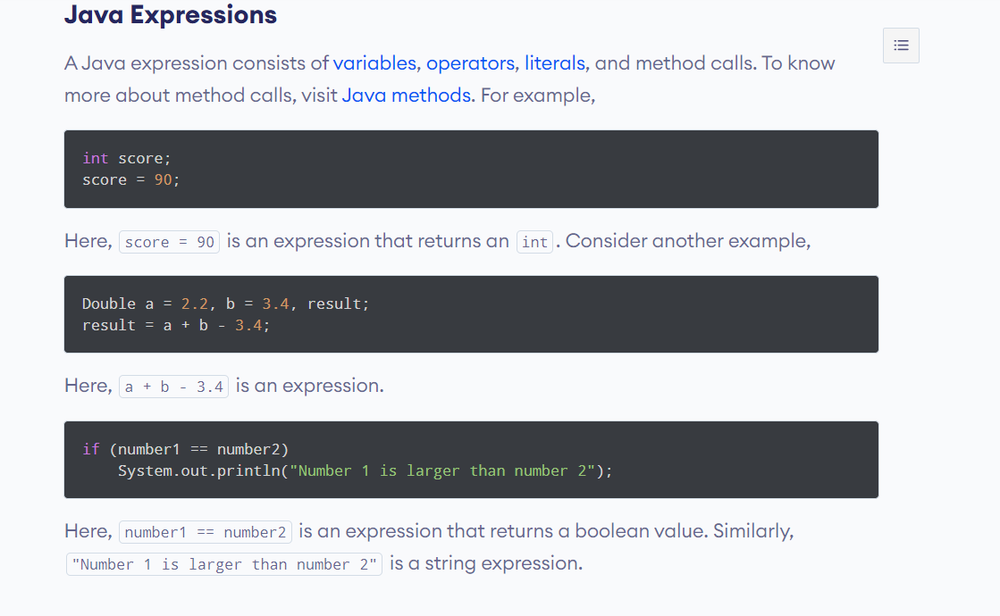 Java Expressions
A Java expression consists of variables, operators, literals, and method calls. To know
more about method calls, visit Java methods. For example,
int score;
score = 90;
Here, score = 90 is an expression that returns an int . Consider another example,
Double a = 2.2, b = 3.4, result;
result = a + b - 3.4;
Here, a + b - 3.4 is an expression.
if (number1 == number2)
    System.out.println("Number 1 is larger than number 2");
Here, number1 == number2 is an expression that returns a boolean value. Similarly,
"Number 1 is larger than number 2" is a string expression.